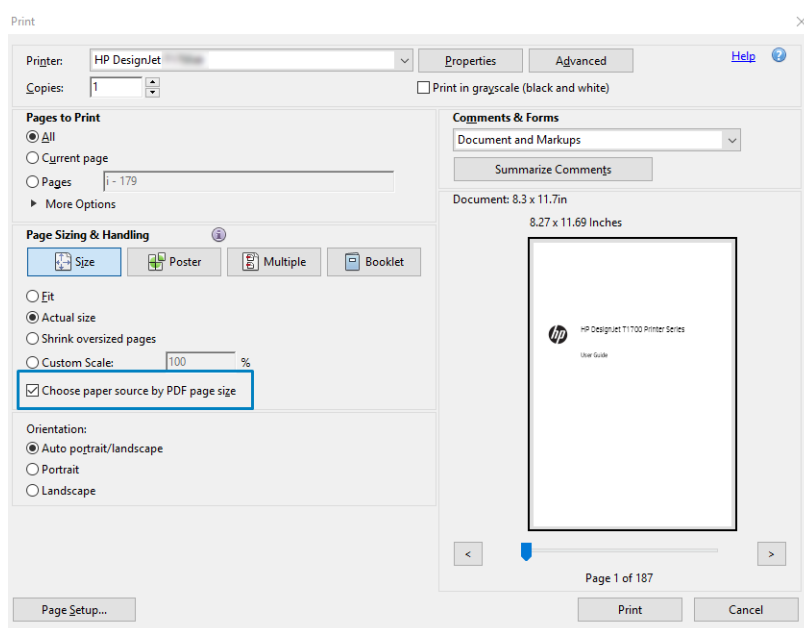 Print
Printer: HP DesignJet
Properties
Advanced
Help
Copies: 1
Print in grayscale (black and white)
Pages to Print
All
Current page
Pages i - 179
More Options
Page Sizing & Handling
Size
Poster
Multiple
Booklet
Fit
Actual size
Shrink oversized pages
Custom Scale: 100 %
Choose paper source by PDF page size
Orientation:
Auto portrait/landscape
Portrait
Landscape
Comments & Forms
Document and Markups
Summarize Comments
Document: 8.3 x 11.7in
8.27 x 11.69 Inches
hp
HP DesignJet T1700 Printer Series
User Guide
<
>
Page 1 of 187
Page Setup...
Print
Cancel